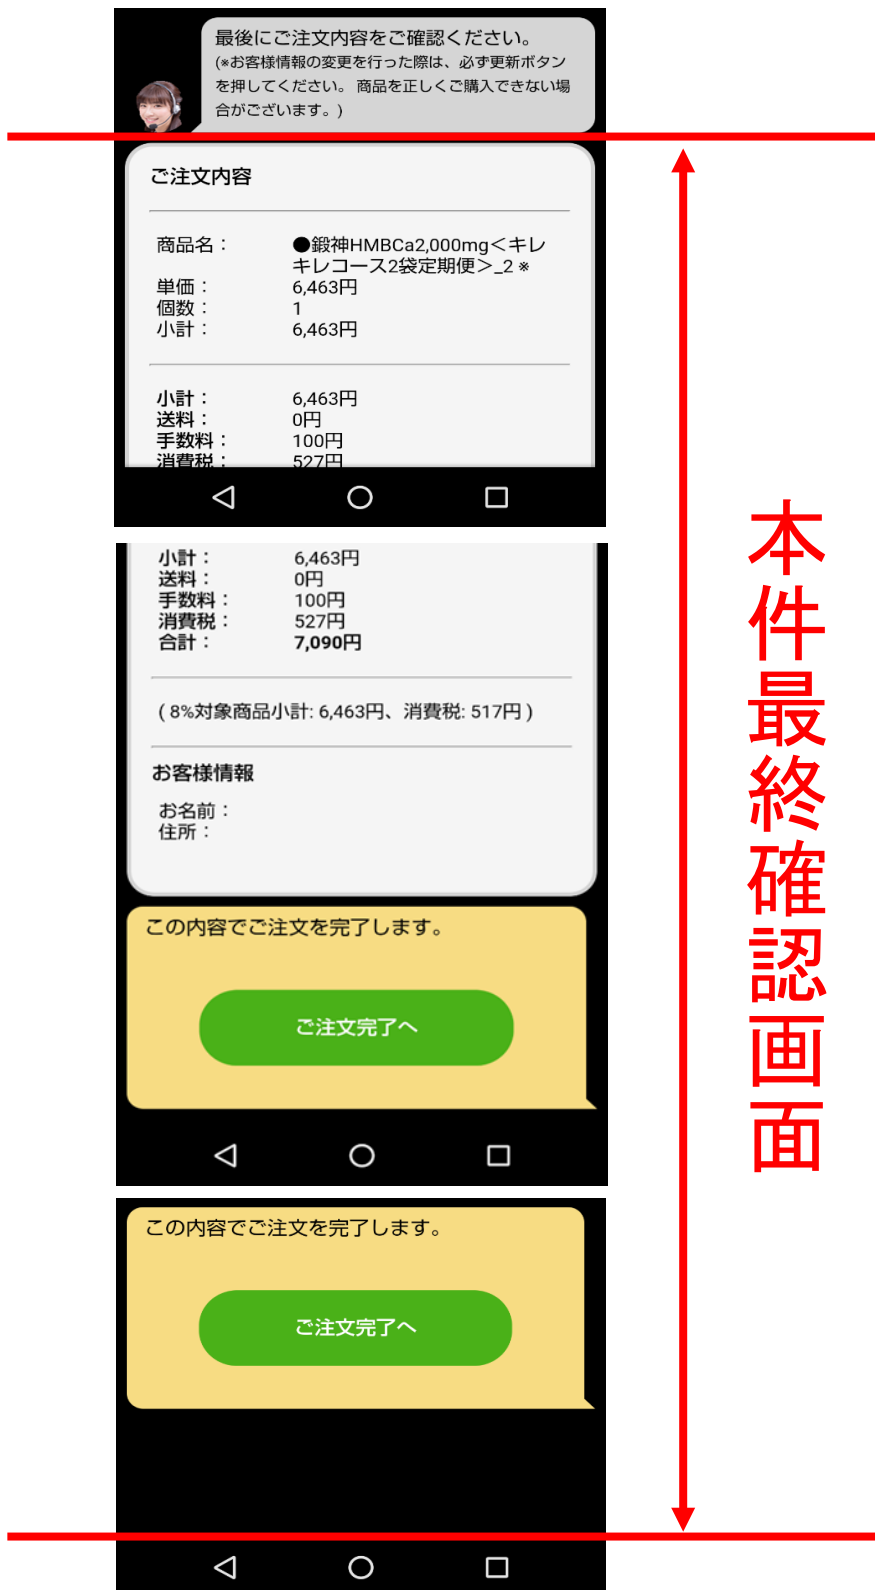 最後にご注文内容をご確認ください。
(※お客様情報の変更を行った際は、必ず更新ボタン
を押してください。 商品を正しくご購入できない場
合がございます。)
ご注文内容
商品名： ●鍛神HMBCa2,000mg＜キレ
キレコース2袋定期便＞_2 ※
単価： 6,463円
個数： 1
小計： 6,463円
小計： 6,463円
送料： 0円
手数料： 100円
消費税： 527円
小計： 6,463円
送料： 0円
手数料： 100円
消費税： 527円
合計： 7,090円
( 8%対象商品小計: 6,463円、消費税: 517円 )
お客様情報
お名前：
住所：
この内容でご注文を完了します。
ご注文完了へ
この内容でご注文を完了します。
ご注文完了へ
本件最終確認画面